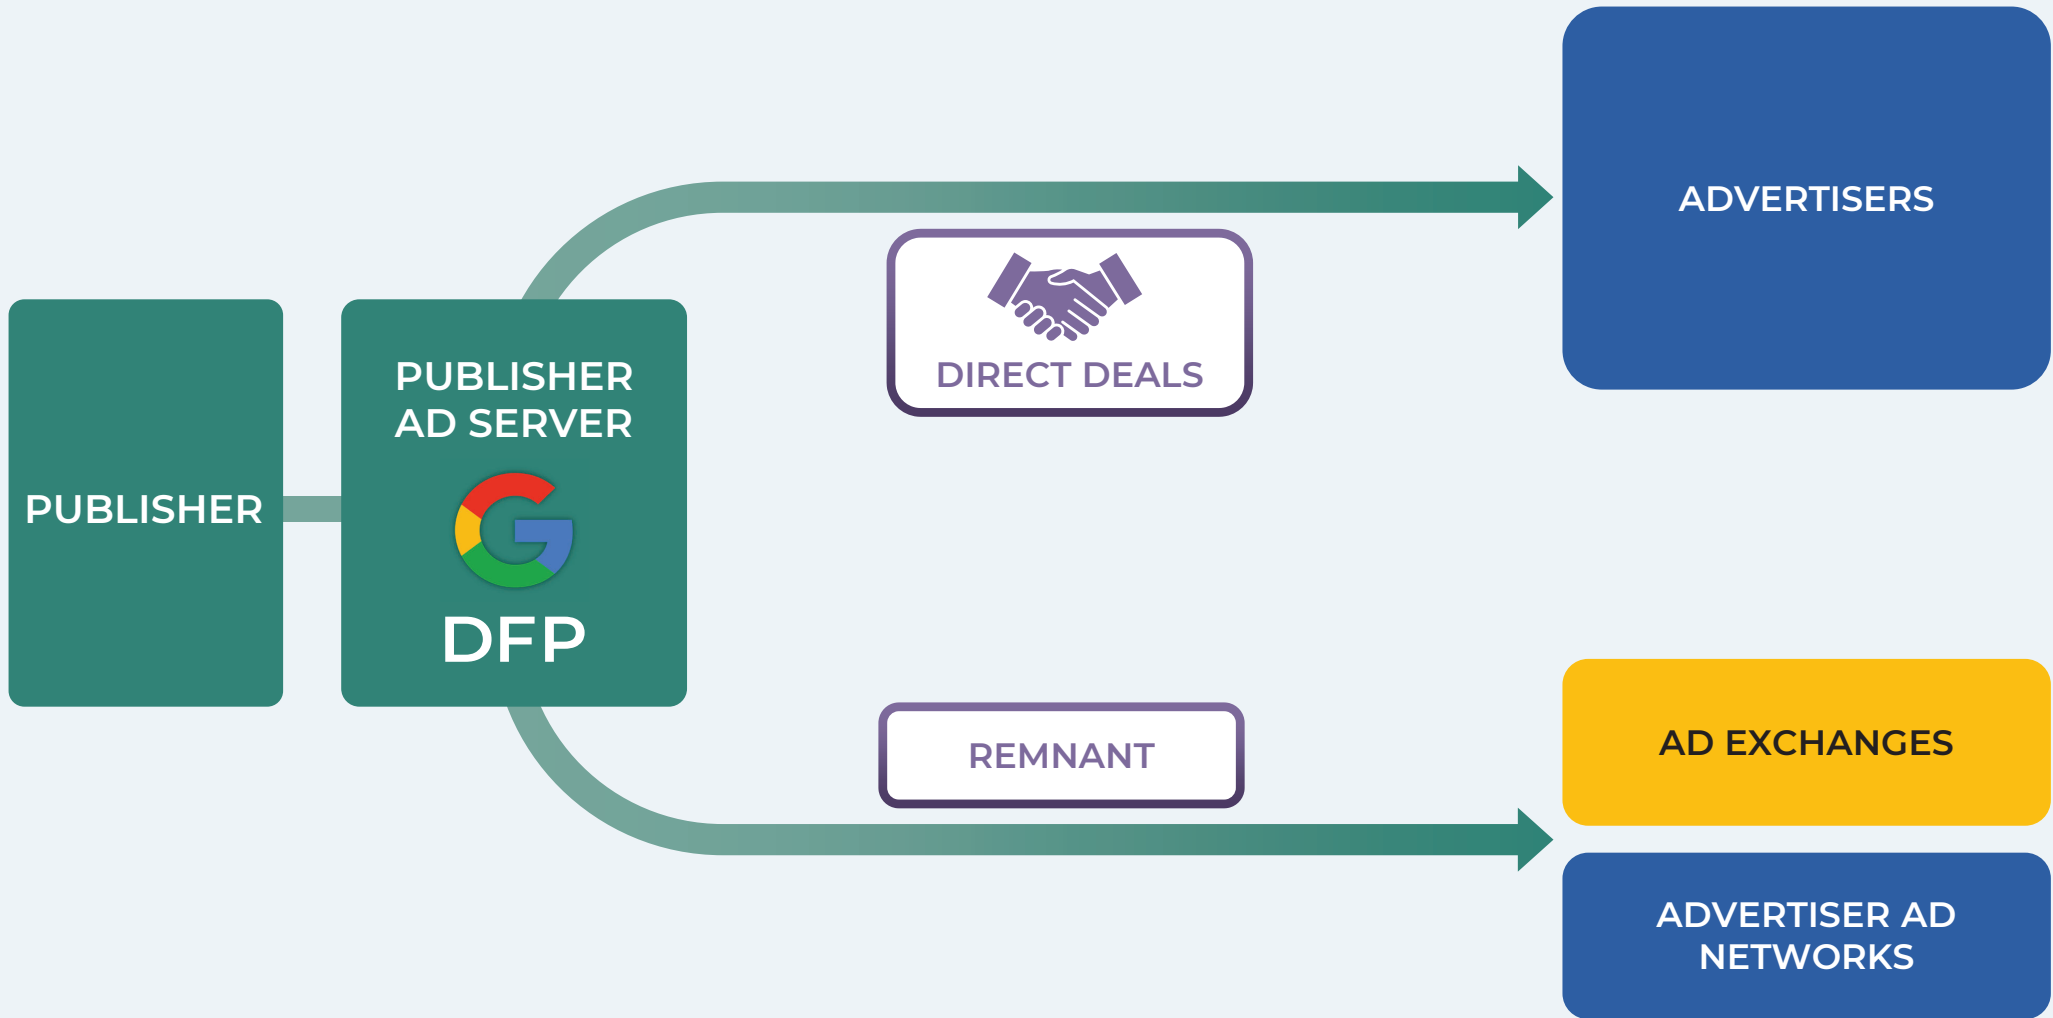 PUBLISHER
PUBLISHER
AD SERVER
DFP
DIRECT DEALS
REMNANT
ADVERTISERS
AD EXCHANGES
ADVERTISER AD
NETWORKS